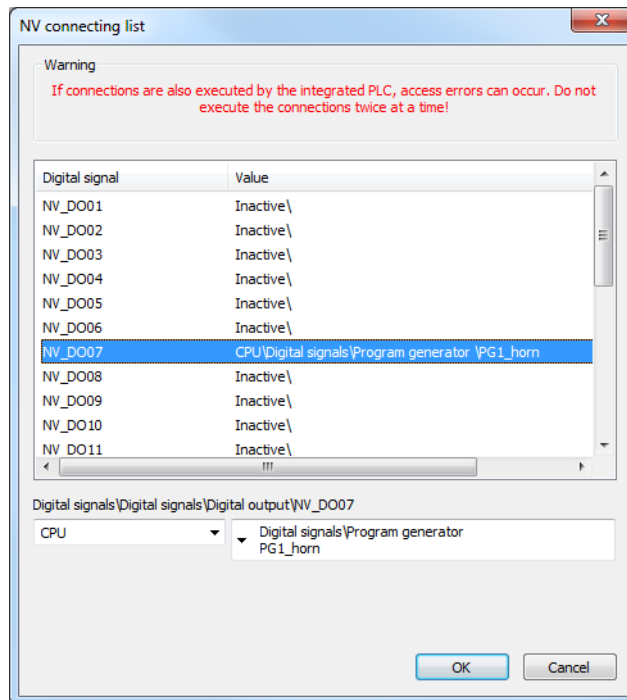 NV connecting list
Warning
If connections are also executed by the integrated PLC, access errors can occur. Do not
execute the connections twice at a time!
Digital signal Value
NV_DO01 Inactive\
NV_DO02 Inactive\
NV_DO03 Inactive\
NV_DO04 Inactive\
NV_DO05 Inactive\
NV_DO06 Inactive\
NV_DO07 CPU\Digital signals\Program generator \PG1_horn
NV_DO08 Inactive\
NV_DO09 Inactive\
NV_DO10 Inactive\
NV_DO11 Inactive\
Digital signals\Digital signals\Digital output\NV_DO07
CPU Digital signals\Program generator
PG1_horn
OK Cancel